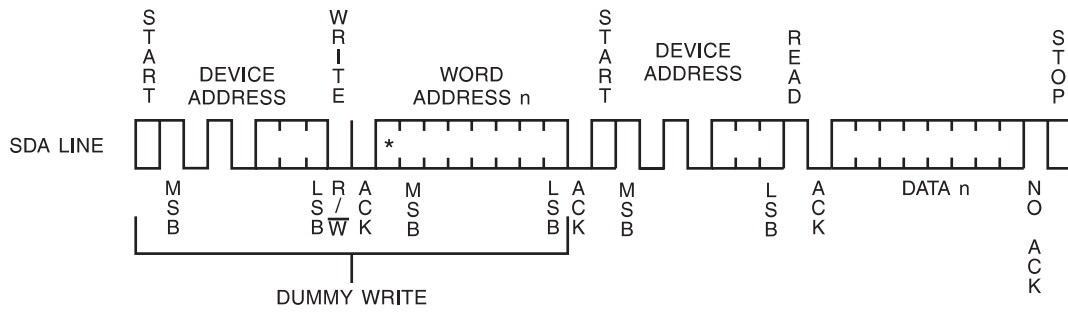 START
DEVICE
ADDRESS
WRITE
WORD
ADDRESS n
START
DEVICE
ADDRESS
READ
STOP
SDA LINE
*
MSB
LSB
R/W
ACK
MSB
LSB
ACK
MSB
LSB
ACK
DATA n
NO ACK
DUMMY WRITE